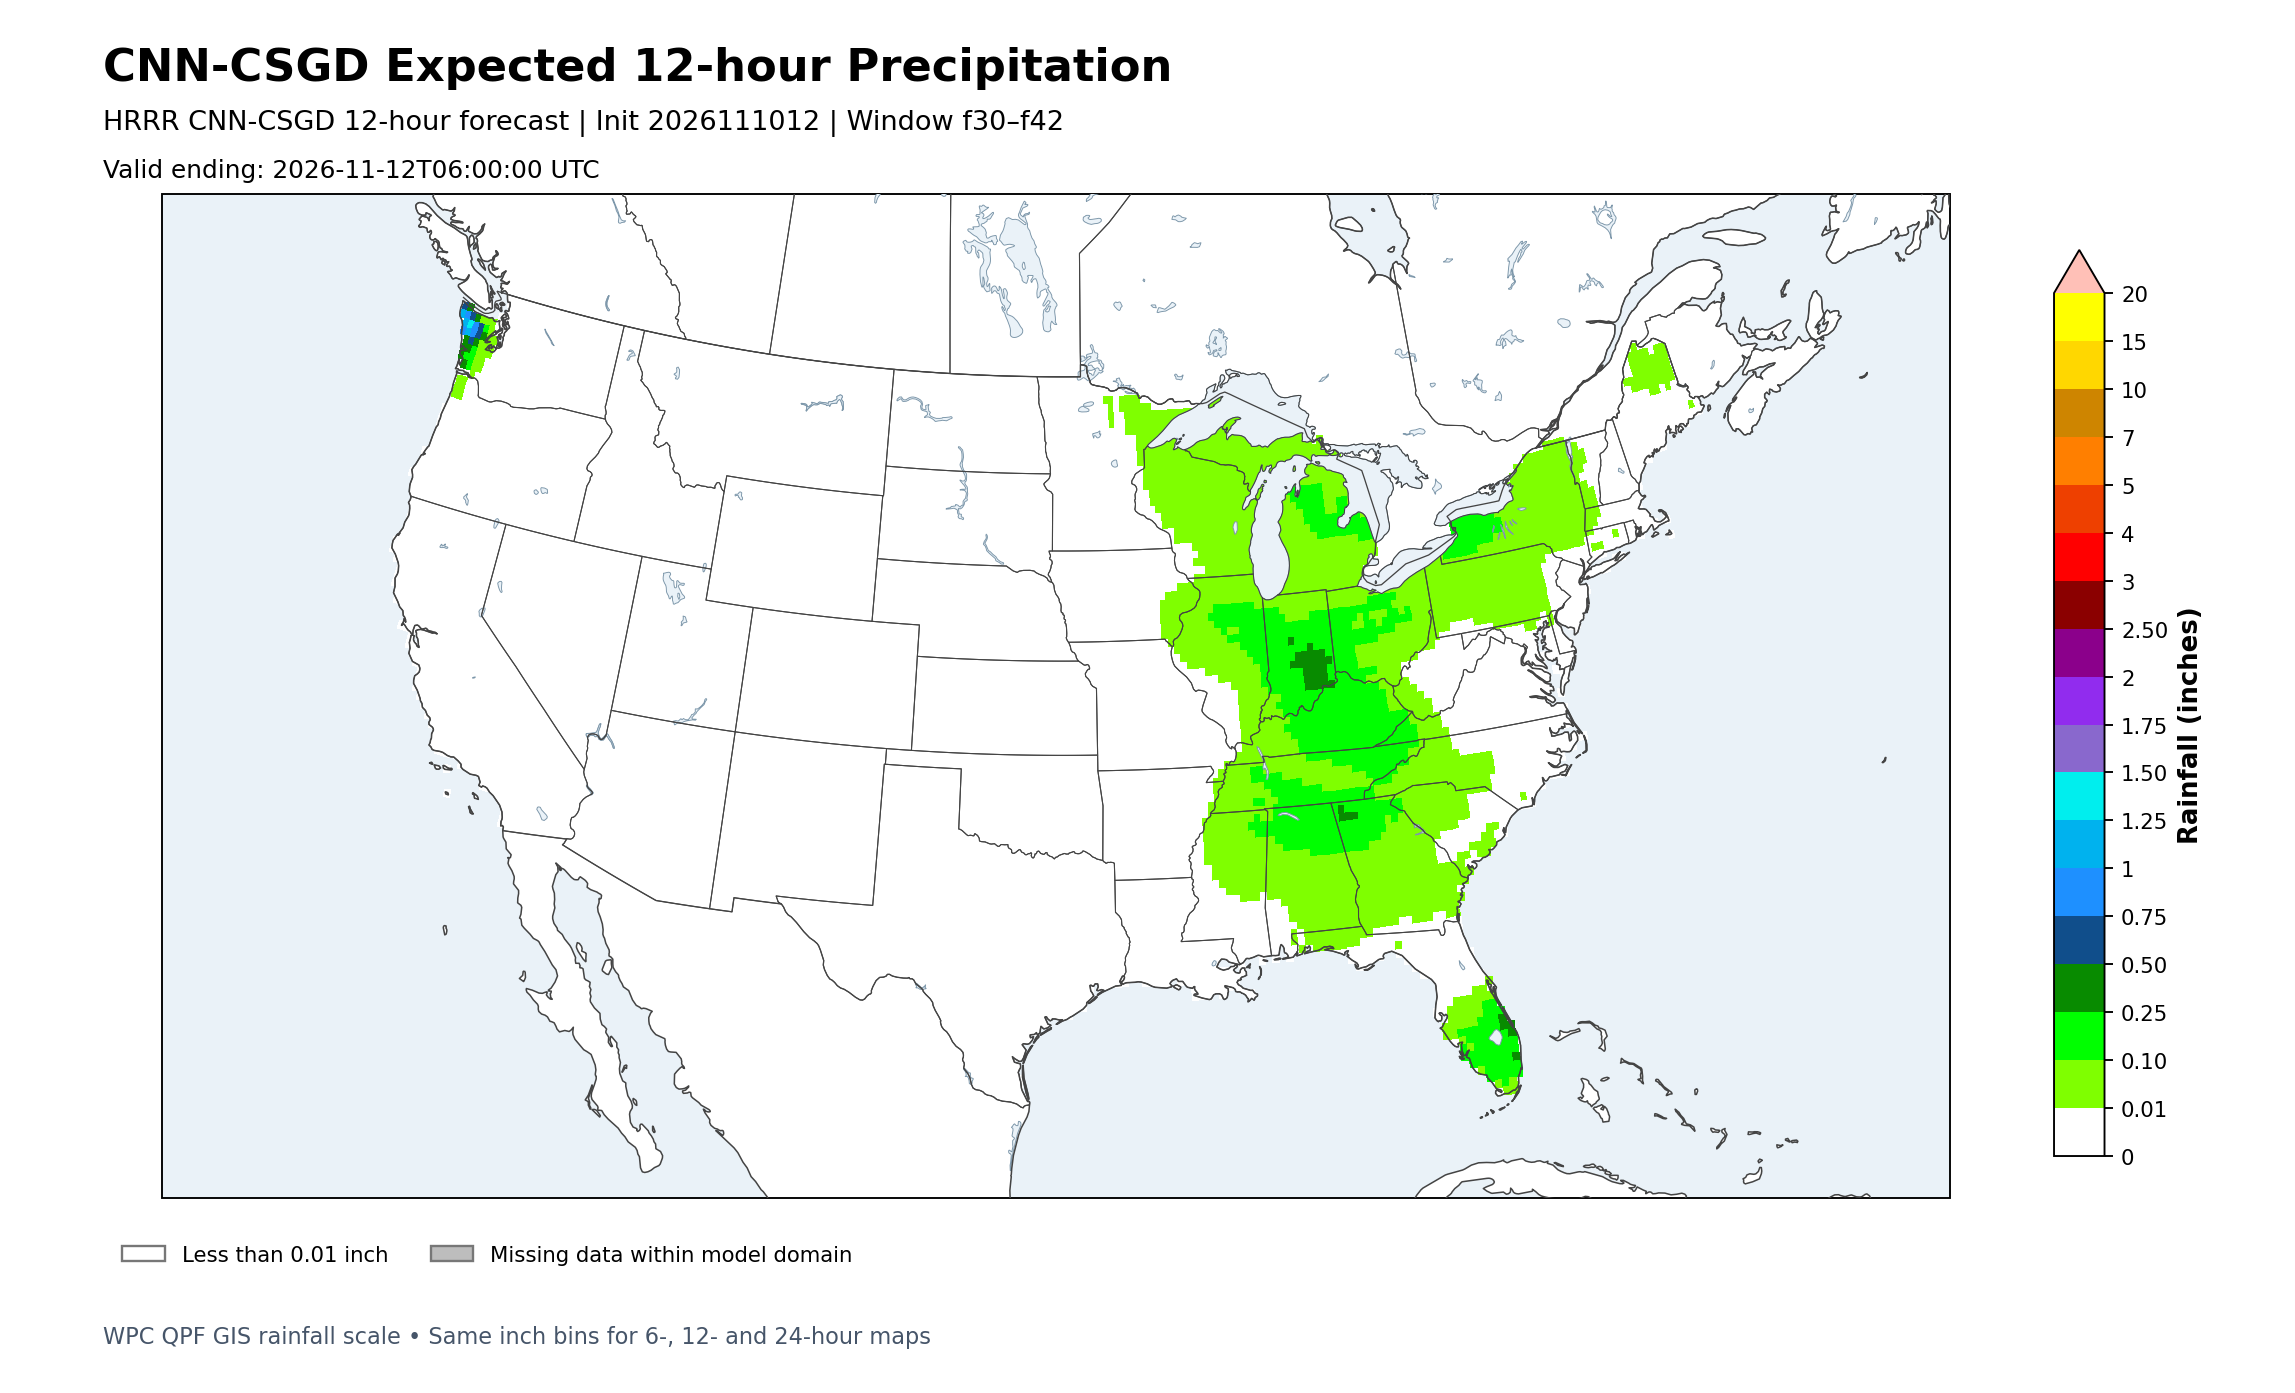 CNN-CSGD Expected 12-hour Precipitation
HRRR CNN-CSGD 12-hour forecast | Init 2026111012 | Window f30–f42
Valid ending: 2026-11-12T06:00:00 UTC
20
15
10
7
5
4
3
2.50
2
1.75
1.50
1.25
1
0.75
0.50
0.25
0.10
0.01
0
Rainfall (inches)
Less than 0.01 inch
Missing data within model domain
WPC QPF GIS rainfall scale • Same inch bins for 6-, 12- and 24-hour maps